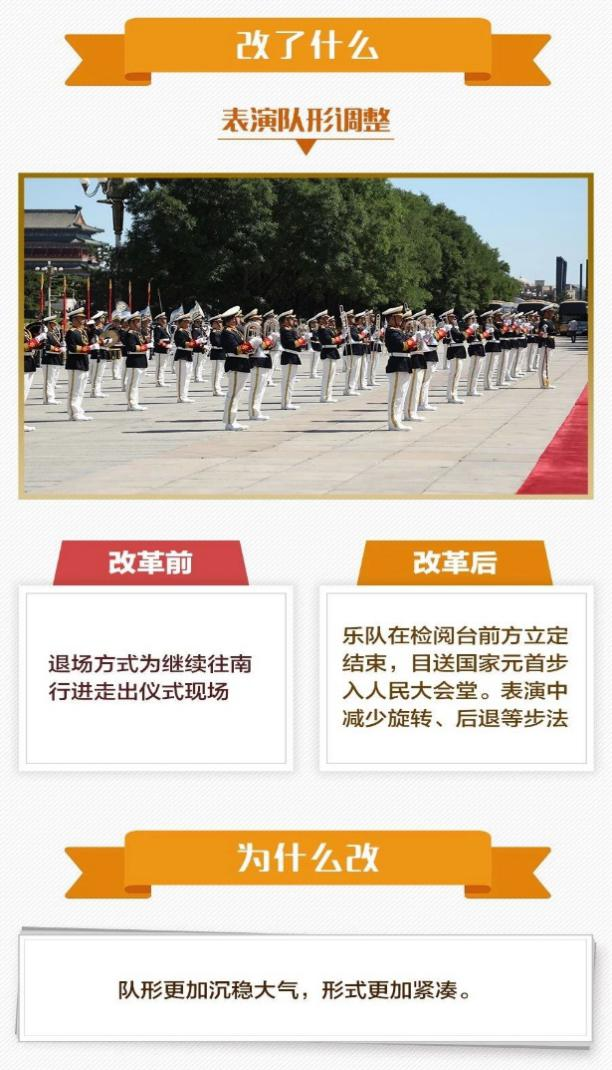 改了什么
表演队形调整
改革前
退场方式为继续往南
行进走出仪式现场
改革后
乐队在检阅台前方立定
结束，目送国家元首步
入人民大会堂。表演中
减少旋转、后退等步法
为什么改
队形更加沉稳大气，形式更加紧凑。